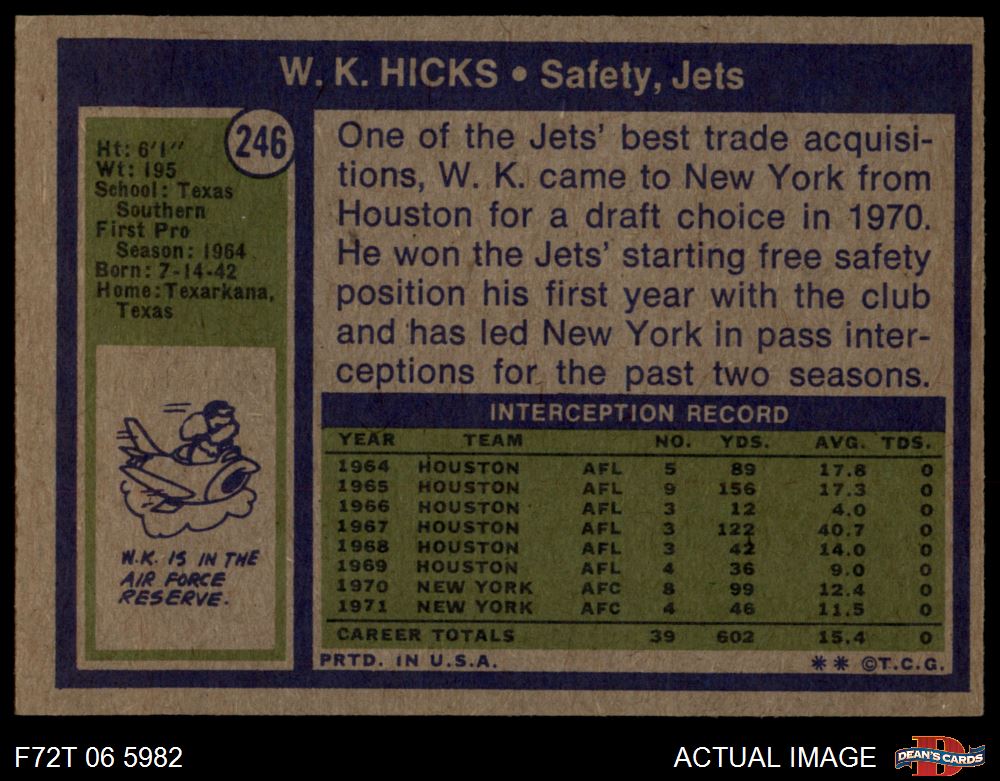 W. K. HICKS • Safety, Jets
246
Ht: 6'1"
Wt: 195
School: Texas
Southern
First Pro
Season: 1964
Born: 7-14-42
Home: Texarkana,
Texas
W.K. IS IN THE
AIR FORCE
RESERVE.
One of the Jets' best trade acquisi-
tions, W. K. came to New York from
Houston for a draft choice in 1970.
He won the Jets' starting free safety
position his first year with the club
and has led New York in pass inter-
ceptions for the past two seasons.
INTERCEPTION RECORD
YEAR TEAM NO. YDS. AVG. TDS.
1964 HOUSTON AFL 5 89 17.8 0
1965 HOUSTON AFL 9 156 17.3 0
1966 HOUSTON AFL 3 12 4.0 0
1967 HOUSTON AFL 3 122 40.7 0
1968 HOUSTON AFL 3 42 14.0 0
1969 HOUSTON AFL 4 36 9.0 0
1970 NEW YORK AFC 8 99 12.4 0
1971 NEW YORK AFC 4 46 11.5 0
CAREER TOTALS 39 602 15.4 0
PRTD. IN U.S.A. ** ©T.C.G.
F72T 06 5982 ACTUAL IMAGE
D
DEAN'S CARDS